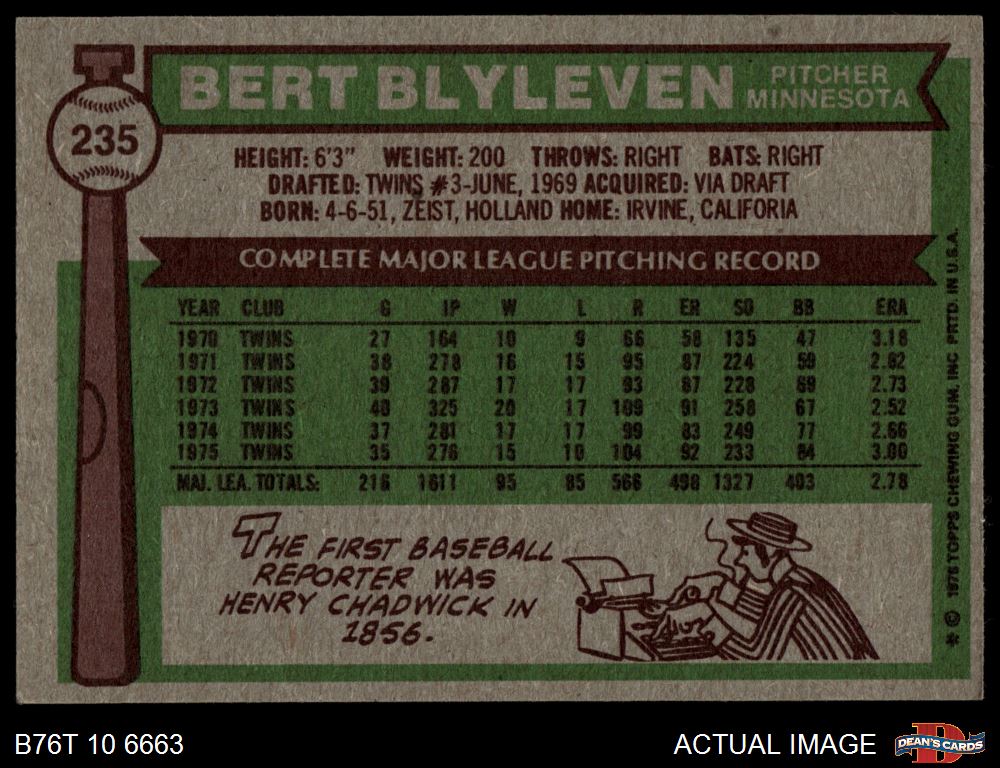 BERT BLYLEVEN PITCHER MINNESOTA
235
HEIGHT: 6'3" WEIGHT: 200 THROWS: RIGHT BATS: RIGHT
DRAFTED: TWINS #3-JUNE, 1969 ACQUIRED: VIA DRAFT
BORN: 4-6-51, ZEIST, HOLLAND HOME: IRVINE, CALIFORIA
COMPLETE MAJOR LEAGUE PITCHING RECORD
YEAR CLUB G IP W L R ER SO BB ERA
1970 TWINS 27 164 10 9 66 58 135 47 3.18
1971 TWINS 38 278 16 15 95 87 224 59 2.82
1972 TWINS 39 287 17 17 93 87 228 69 2.73
1973 TWINS 40 325 20 17 109 91 258 67 2.52
1974 TWINS 37 281 17 17 99 83 249 77 2.66
1975 TWINS 35 276 15 10 104 92 233 84 3.00
MAJ. LEA. TOTALS: 216 1611 95 85 566 498 1327 403 2.78
THE FIRST BASEBALL
REPORTER WAS
HENRY CHADWICK IN
1856.
* © 1976 TOPPS CHEWING GUM, INC PRTD. IN U.S.A.
B76T 10 6663
ACTUAL IMAGE
D
DEAN'S CARDS